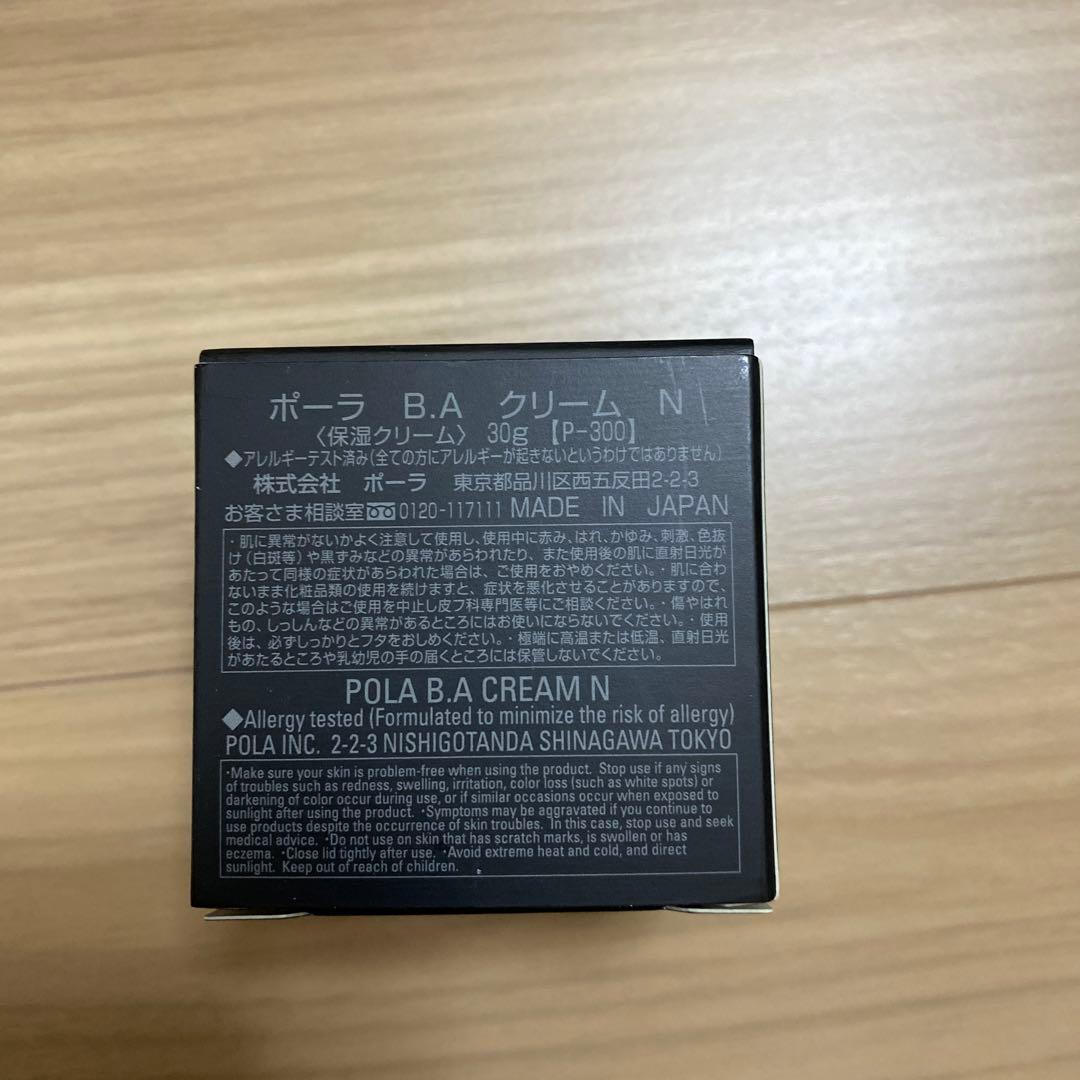 ポーラ B.A クリーム N
〈保湿クリーム〉 30g 【P-300】
◆アレルギーテスト済み(全ての方にアレルギーが起きないというわけではありません)
株式会社 ポーラ 東京都品川区西五反田2-2-3
お客さま相談室 0120-117111 MADE IN JAPAN
・肌に異常がないかよく注意して使用し、使用中に赤み、はれ、かゆみ、刺激、色抜
け(白斑等)や黒ずみなどの異常があらわれたり、また使用後の肌に直射日光が
あたって同様の症状があらわれた場合は、ご使用をおやめください。・肌に合わ
ないまま化粧品類の使用を続けますと、症状を悪化させることがありますので、
このような場合はご使用を中止し皮フ科専門医等にご相談ください。・傷やはれ
もの、しっしんなどの異常があるところにはお使いにならないでください。・使用
後は、必ずしっかりとフタをおしめください。・極端に高温または低温、直射日光
があたるところや乳幼児の手の届くところには保管しないでください。
POLA B.A CREAM N
◆Allergy tested (Formulated to minimize the risk of allergy)
POLA INC. 2-2-3 NISHIGOTANDA SHINAGAWA TOKYO
・Make sure your skin is problem-free when using the product. Stop use if any signs
of troubles such as redness, swelling, irritation, color loss (such as white spots) or
darkening of color occur during use, or if similar occasions occur when exposed to
sunlight after using the product. ・Symptoms may be aggravated if you continue to
use products despite the occurrence of skin troubles. In this case, stop use and seek
medical advice. ・Do not use on skin that has scratch marks, is swollen or has
eczema. ・Close lid tightly after use. ・Avoid extreme heat and cold, and direct
sunlight. Keep out of reach of children.